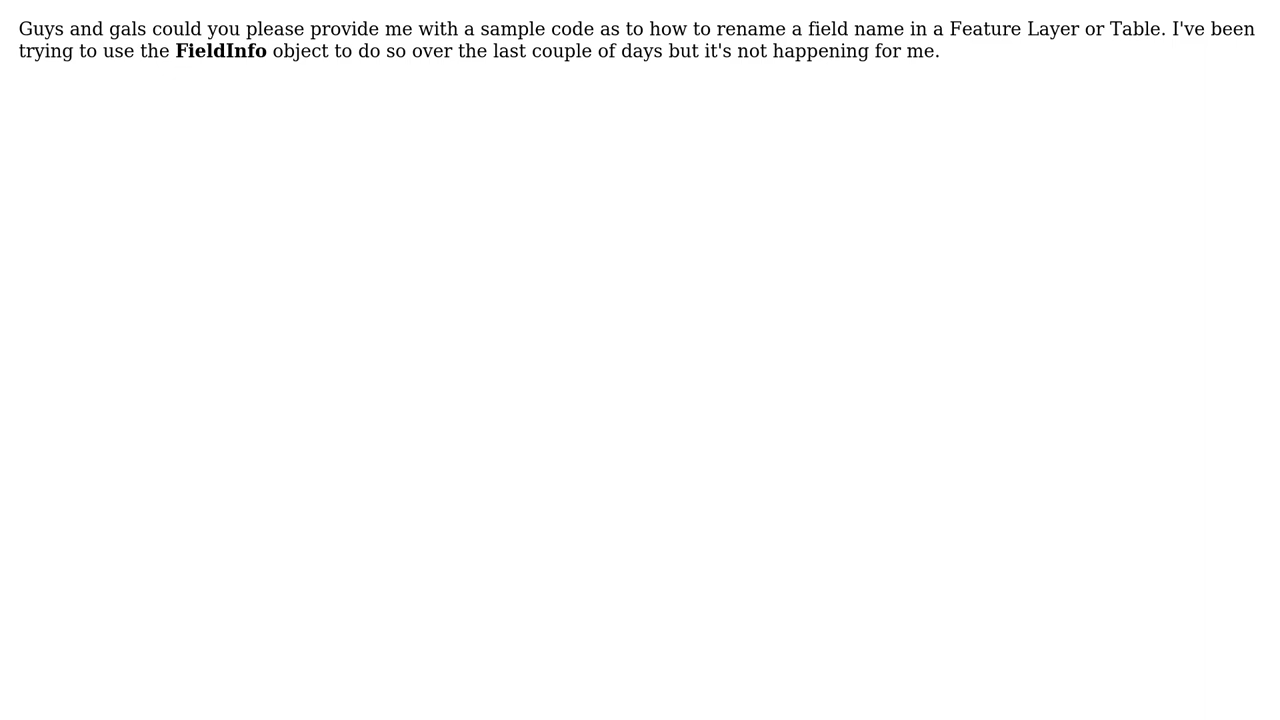 Guys and gals could you please provide me with a sample code as to how to rename a field name in a Feature Layer or Table. I've been
trying to use the FieldInfo object to do so over the last couple of days but it's not happening for me.